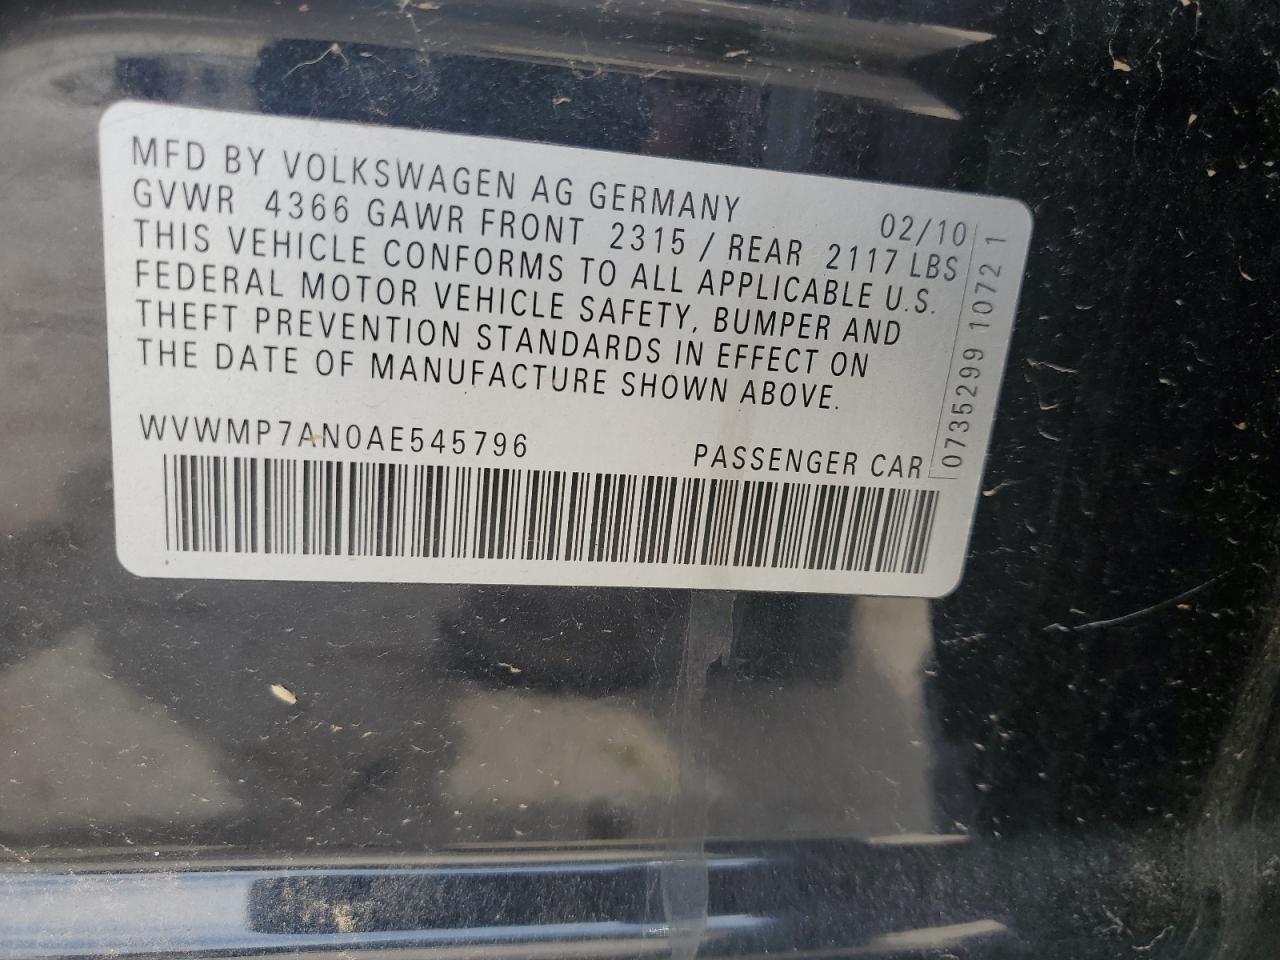 MFD BY VOLKSWAGEN AG GERMANY 02/10
GVWR 4366 GAWR FRONT 2315 / REAR 2117 LBS
THIS VEHICLE CONFORMS TO ALL APPLICABLE U.S.
FEDERAL MOTOR VEHICLE SAFETY, BUMPER AND
THEFT PREVENTION STANDARDS IN EFFECT ON
THE DATE OF MANUFACTURE SHOWN ABOVE.
WVWMP7AN0AE545796 PASSENGER CAR
0735299 1072 1